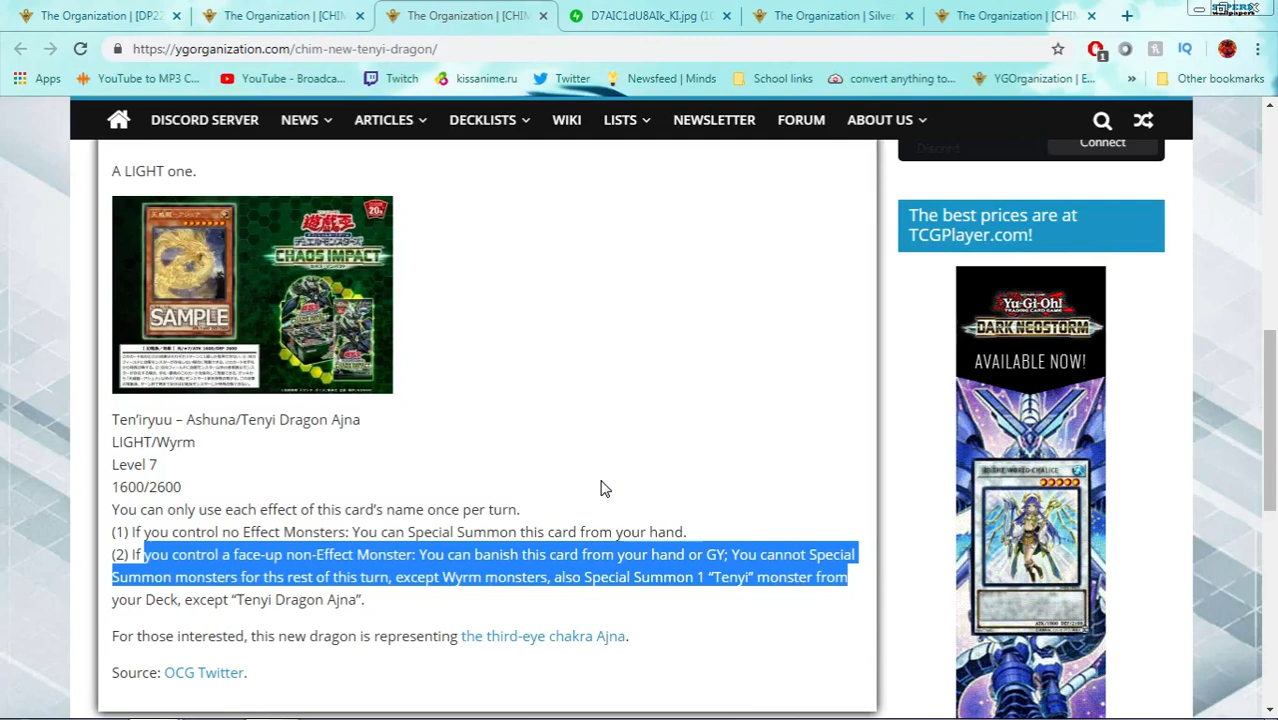 The Organization | [DP22
The Organization | [CHIM
The Organization | [CHIM
D7AIC1dU8AIk_KI.jpg (10
The Organization | Silver
The Organization | [CHIM
https://ygorganization.com/chim-new-tenyi-dragon/
Apps
YouTube to MP3 C...
YouTube - Broadca...
Twitch
kissanime.ru
Twitter
Newsfeed | Minds
School links
convert anything to...
YGOrganization | E...
Other bookmarks
DISCORD SERVER
NEWS
ARTICLES
DECKLISTS
WIKI
LISTS
NEWSLETTER
FORUM
ABOUT US
Discord
Connect
A LIGHT one.
CHAOS IMPACT
SAMPLE
The best prices are at
TCGPlayer.com!
Yu-Gi-Oh!
TRADING CARD GAME
DARK NEOSTORM
AVAILABLE NOW!
Ten'iryuu – Ashuna/Tenyi Dragon Ajna
LIGHT/Wyrm
Level 7
1600/2600
You can only use each effect of this card's name once per turn.
(1) If you control no Effect Monsters: You can Special Summon this card from your hand.
(2) If you control a face-up non-Effect Monster: You can banish this card from your hand or GY; You cannot Special
Summon monsters for ths rest of this turn, except Wyrm monsters, also Special Summon 1 “Tenyi” monster from
your Deck, except “Tenyi Dragon Ajna”.
For those interested, this new dragon is representing the third-eye chakra Ajna.
Source: OCG Twitter.